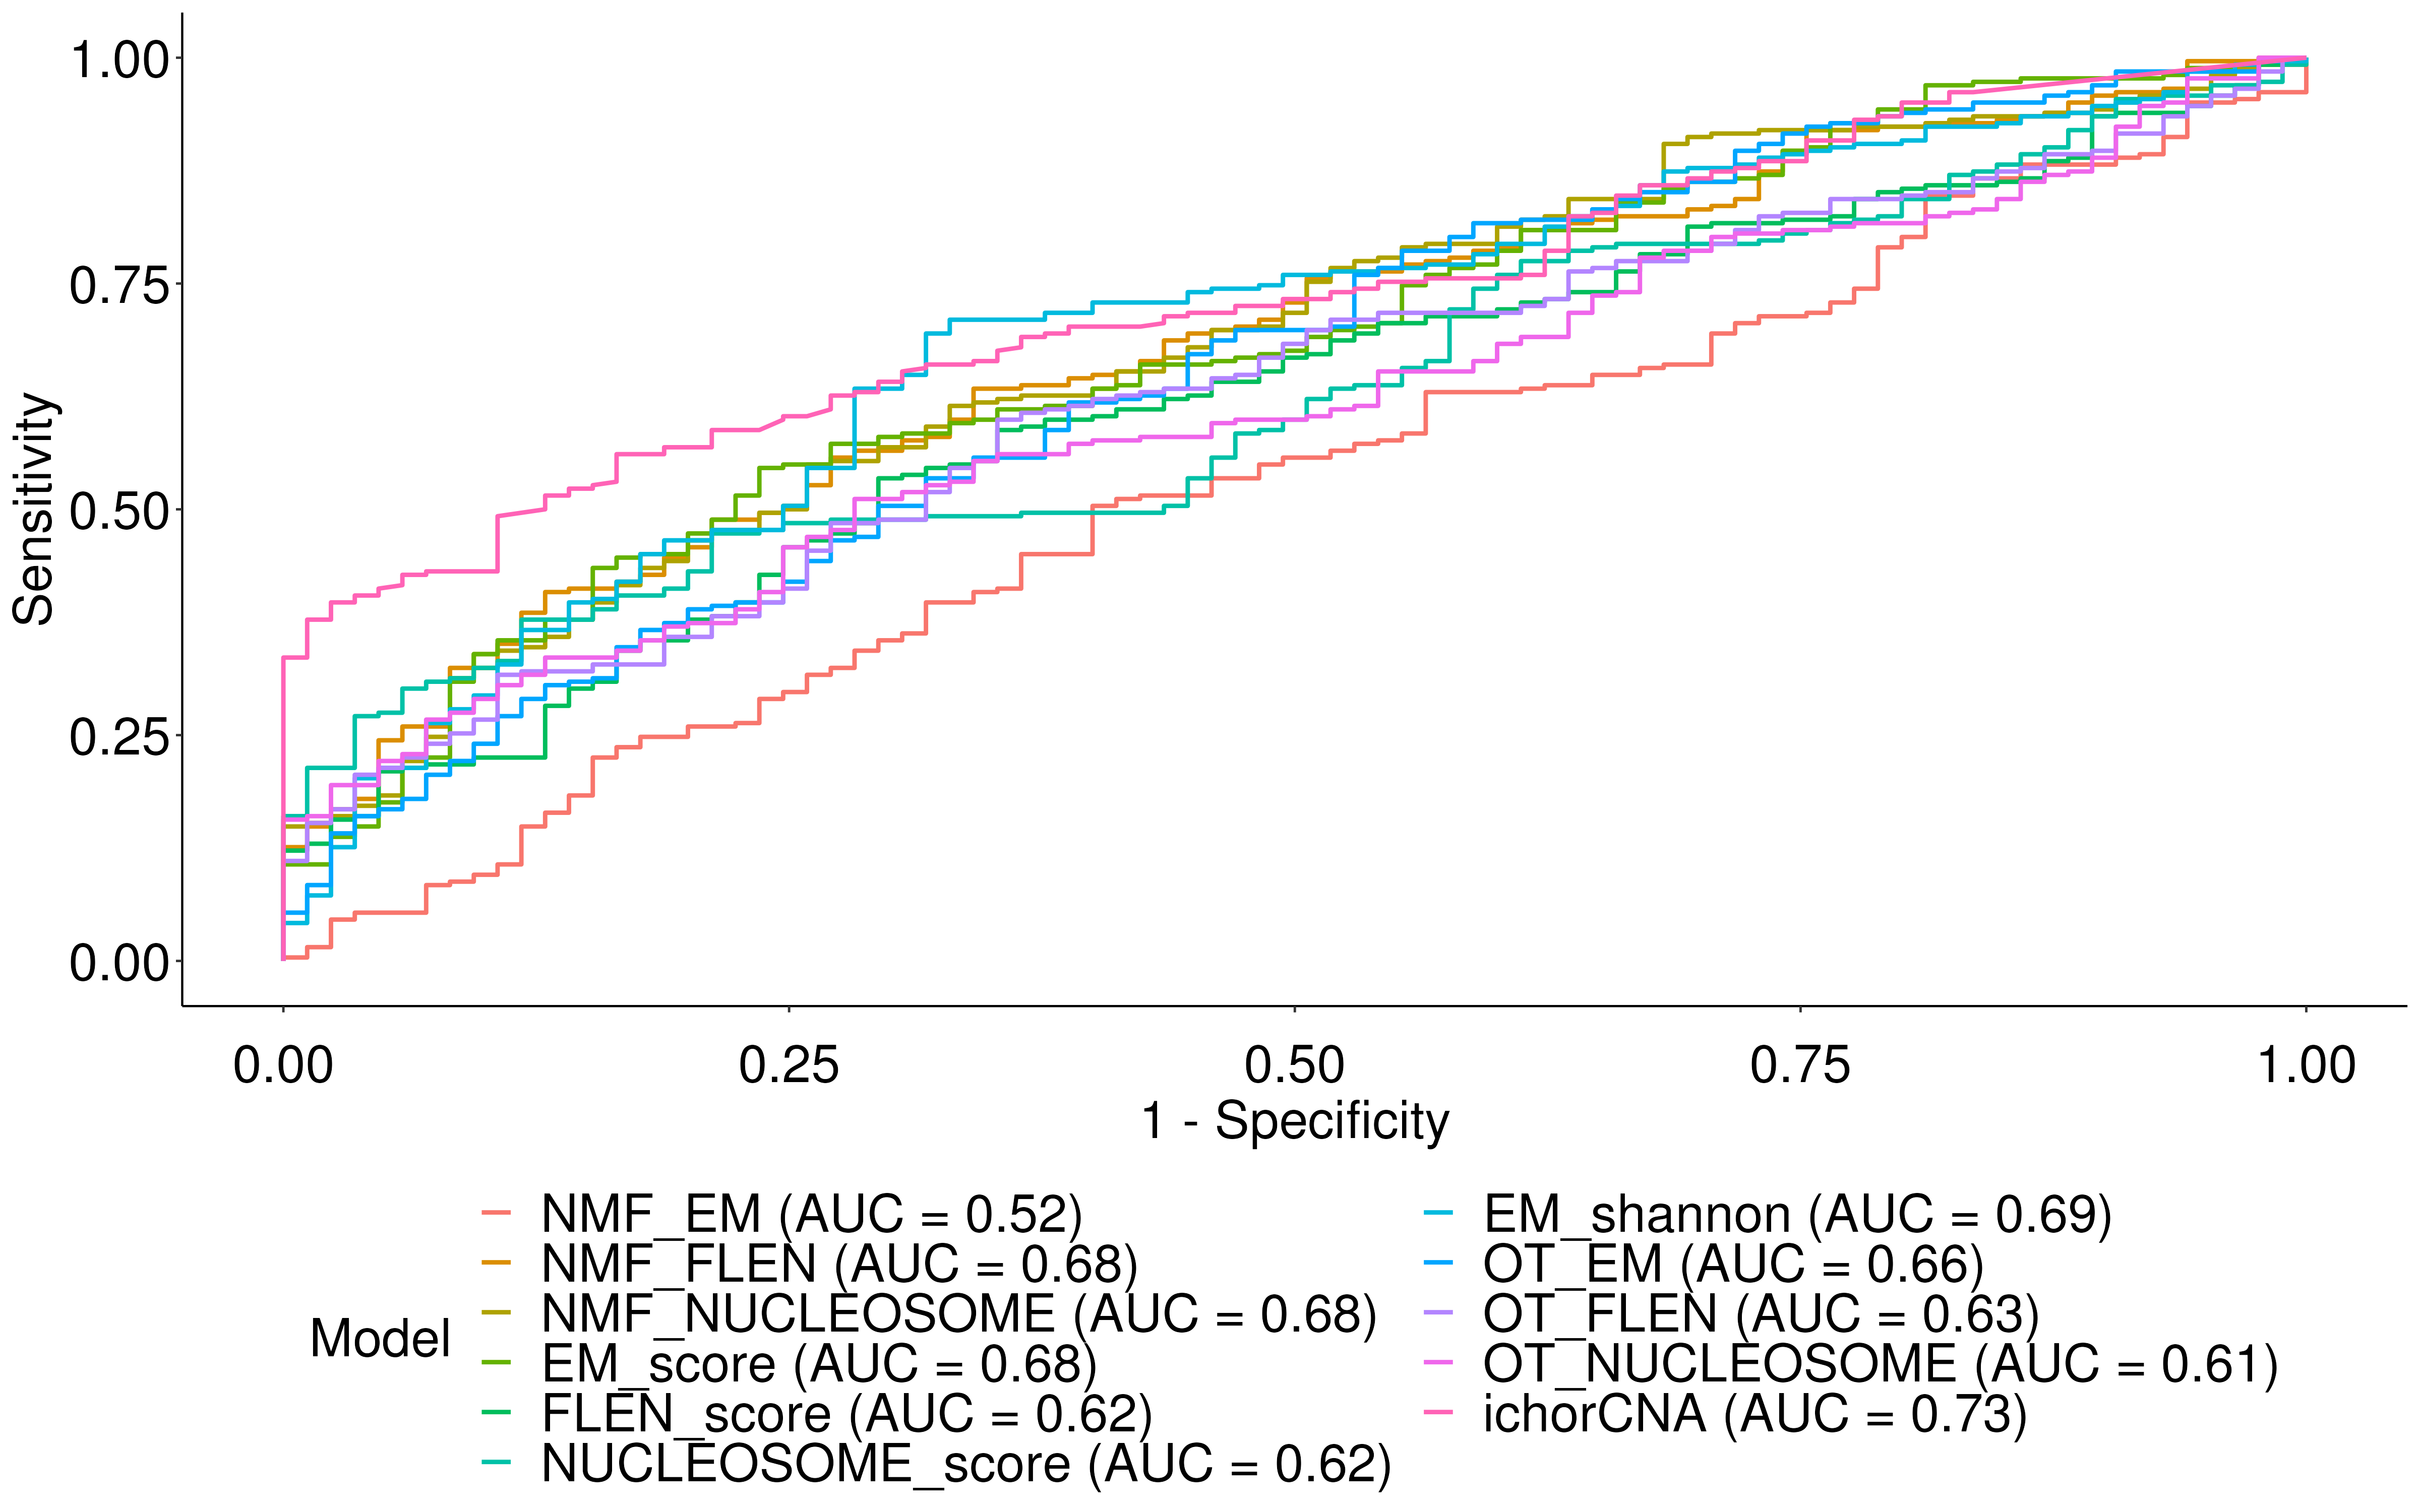 1.00
0.75
0.50
0.25
0.00
Sensitivity
0.00 0.25 0.50 0.75 1.00
1 - Specificity
Model
NMF_EM (AUC = 0.52)
NMF_FLEN (AUC = 0.68)
NMF_NUCLEOSOME (AUC = 0.68)
EM_score (AUC = 0.68)
FLEN_score (AUC = 0.62)
NUCLEOSOME_score (AUC = 0.62)
EM_shannon (AUC = 0.69)
OT_EM (AUC = 0.66)
OT_FLEN (AUC = 0.63)
OT_NUCLEOSOME (AUC = 0.61)
ichorCNA (AUC = 0.73)